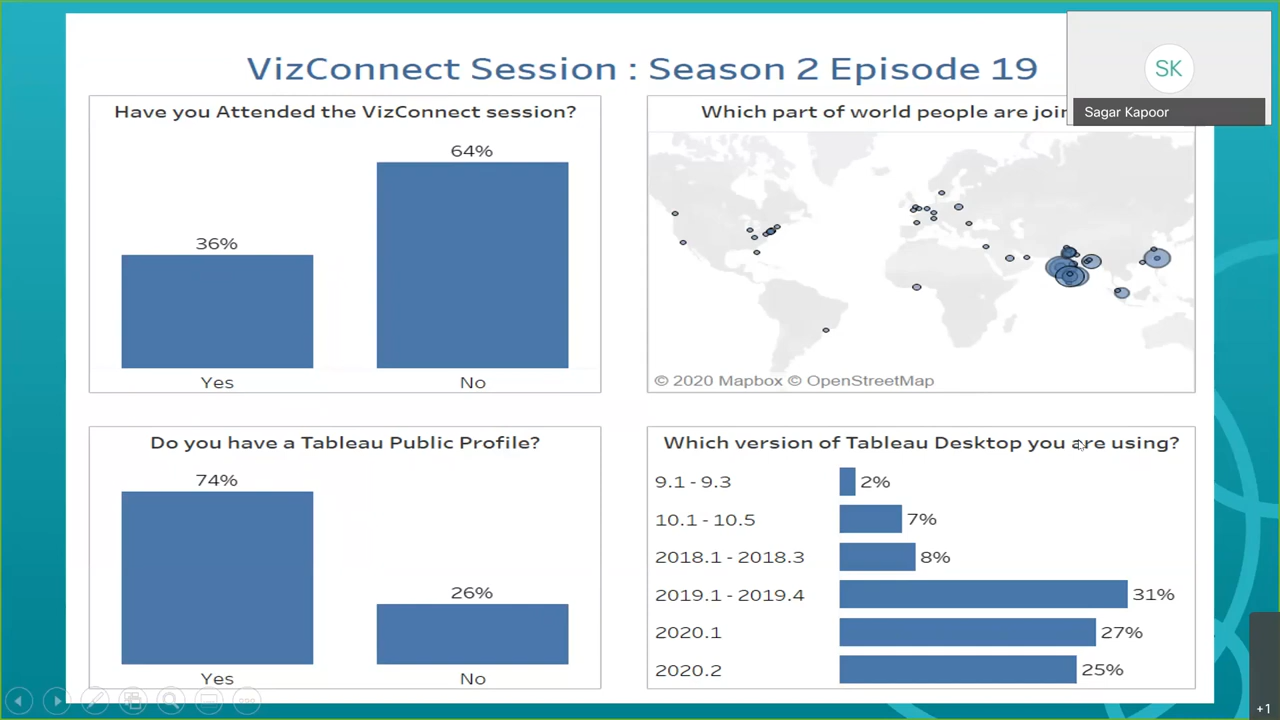 VizConnect Session : Season 2 Episode 19
SK
Sagar Kapoor
Have you Attended the VizConnect session?
64%
36%
Yes
No
Which part of world people are
© 2020 Mapbox © OpenStreetMap
Do you have a Tableau Public Profile?
74%
26%
Yes
No
Which version of Tableau Desktop you are using?
9.1 - 9.3 2%
10.1 - 10.5 7%
2018.1 - 2018.3 8%
2019.1 - 2019.4 31%
2020.1 27%
2020.2 25%
+1